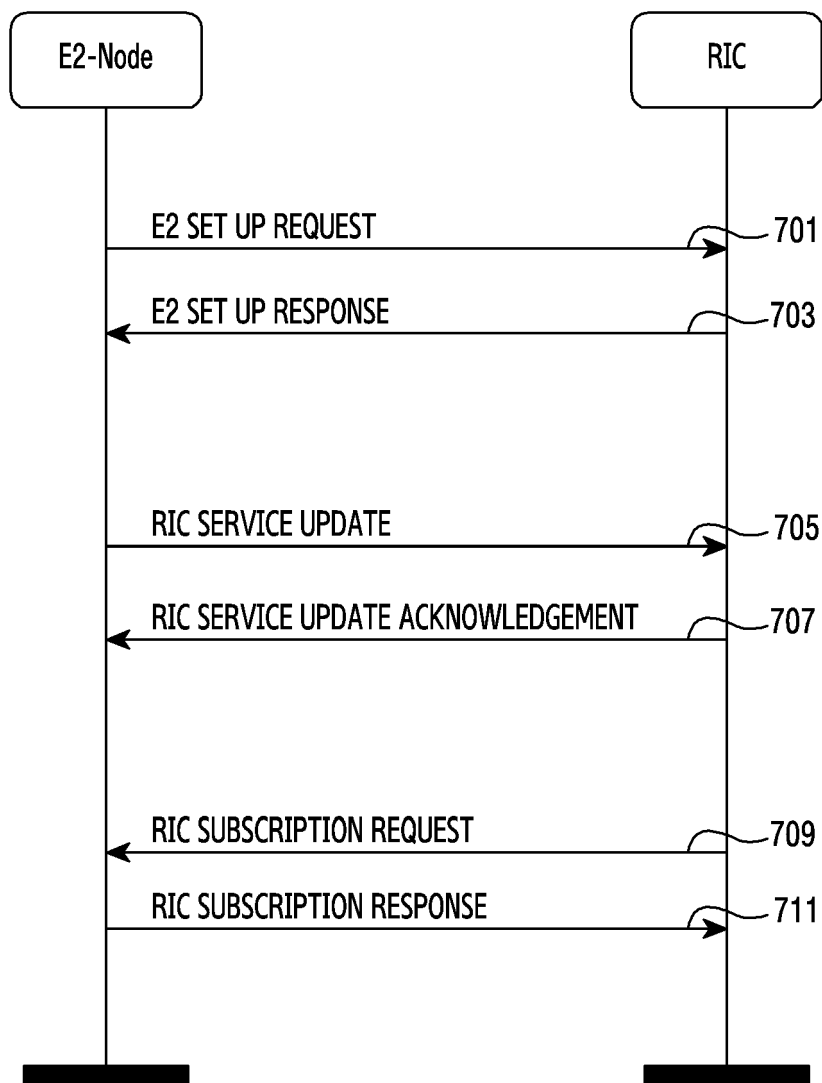 E2-Node
RIC
E2 SET UP REQUEST
701
E2 SET UP RESPONSE
703
RIC SERVICE UPDATE
705
RIC SERVICE UPDATE ACKNOWLEDGEMENT
707
RIC SUBSCRIPTION REQUEST
709
RIC SUBSCRIPTION RESPONSE
711